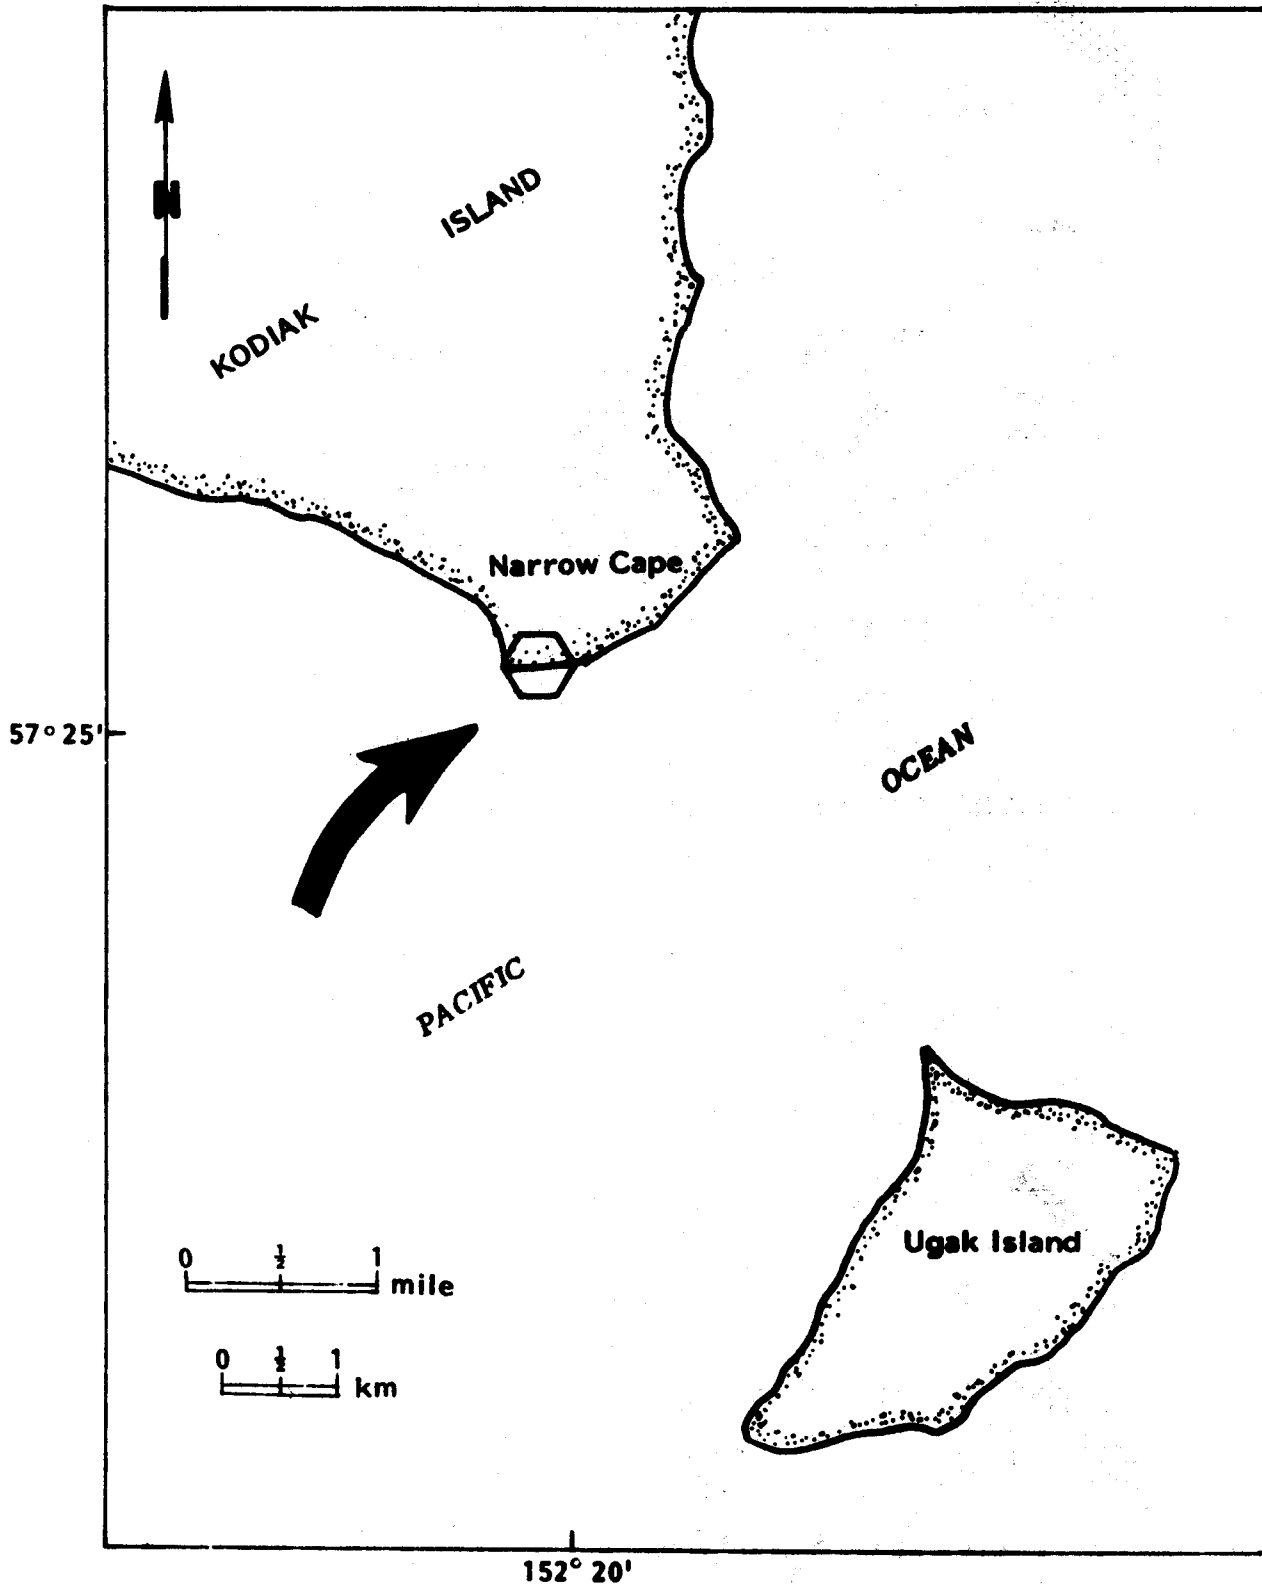 N
ISLAND
KODIAK
Narrow Cape
57° 25'
OCEAN
PACIFIC
Ugak Island
0 ½ 1
mile
0 ½ 1
km
152° 20'